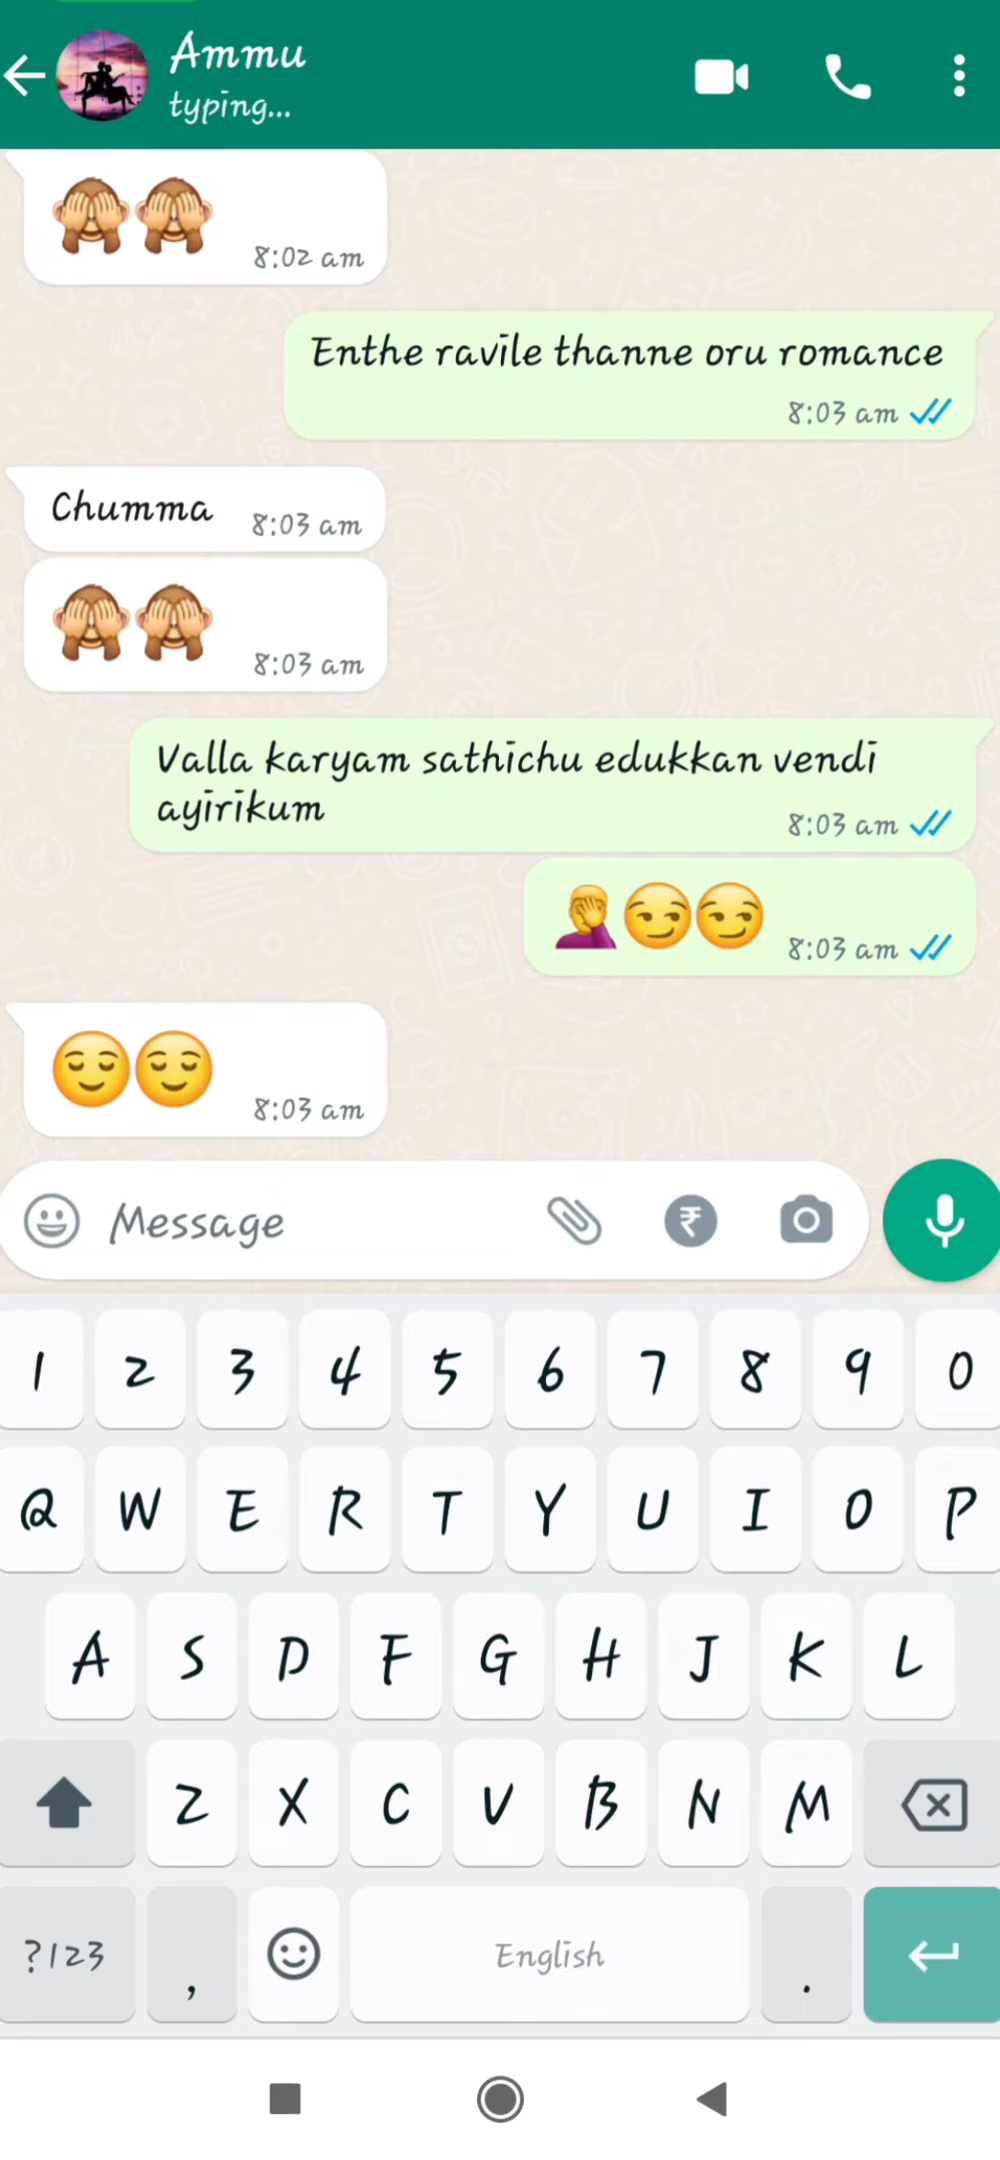 Ammu
typing...
🙈🙈 8:02 am
Enthe ravile thanne oru romance
8:03 am
Chumma 8:03 am
🙈🙈 8:03 am
Valla karyam sathichu edukkan vendi
ayirikum 8:03 am
🤦😏😏 8:03 am
😌😌 8:03 am
Message
1 2 3 4 5 6 7 8 9 0
Q W E R T Y U I O P
A S D F G H J K L
Z X C V B N M
?123 , English .